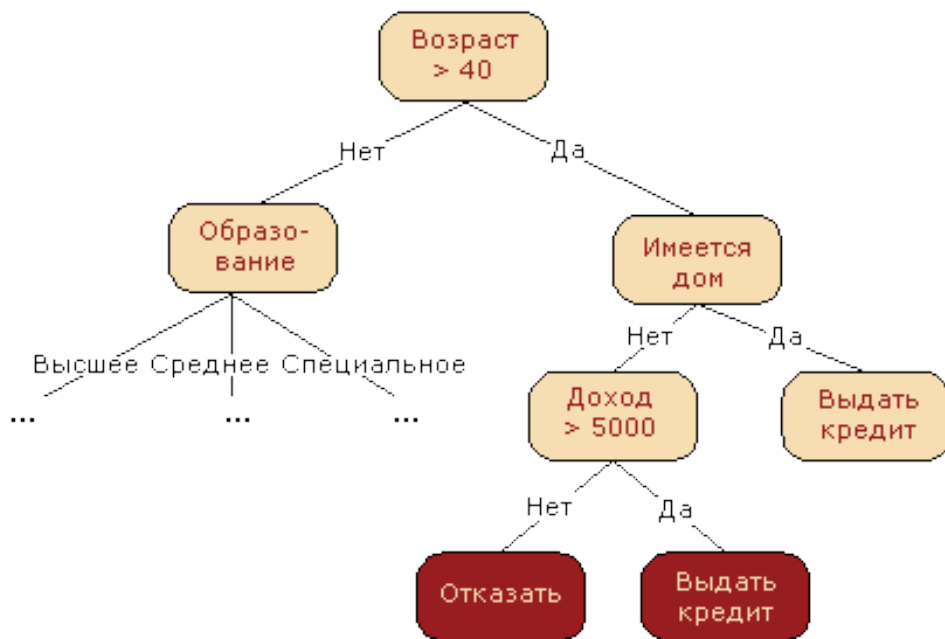 Возраст
> 40
Нет
Да
Образо-
вание
Имеется
дом
Высшее Среднее Специальное
... ... ...
Нет
Да
Доход
> 5000
Выдать
кредит
Нет
Да
Отказать
Выдать
кредит